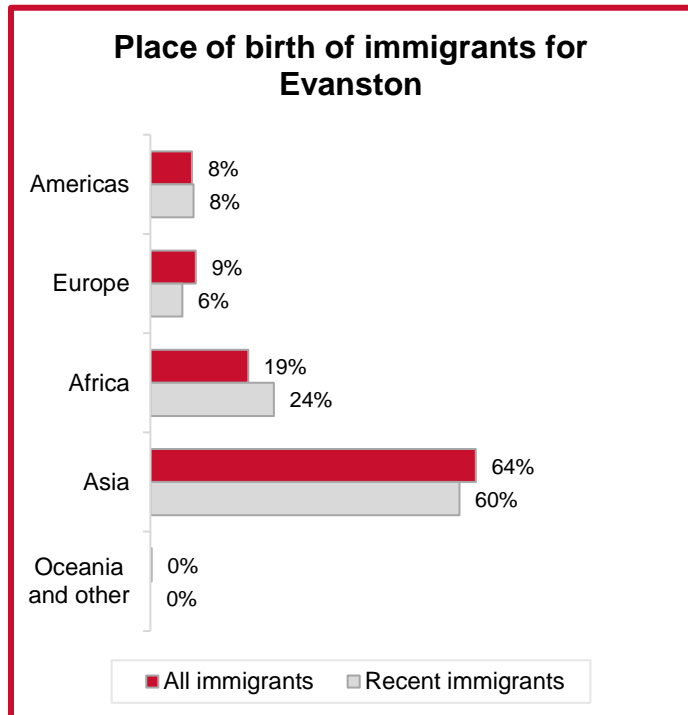 Place of birth of immigrants for
Evanston
Americas
8%
8%
Europe
9%
6%
Africa
19%
24%
Asia
64%
60%
Oceania
and other
0%
0%
All immigrants
Recent immigrants